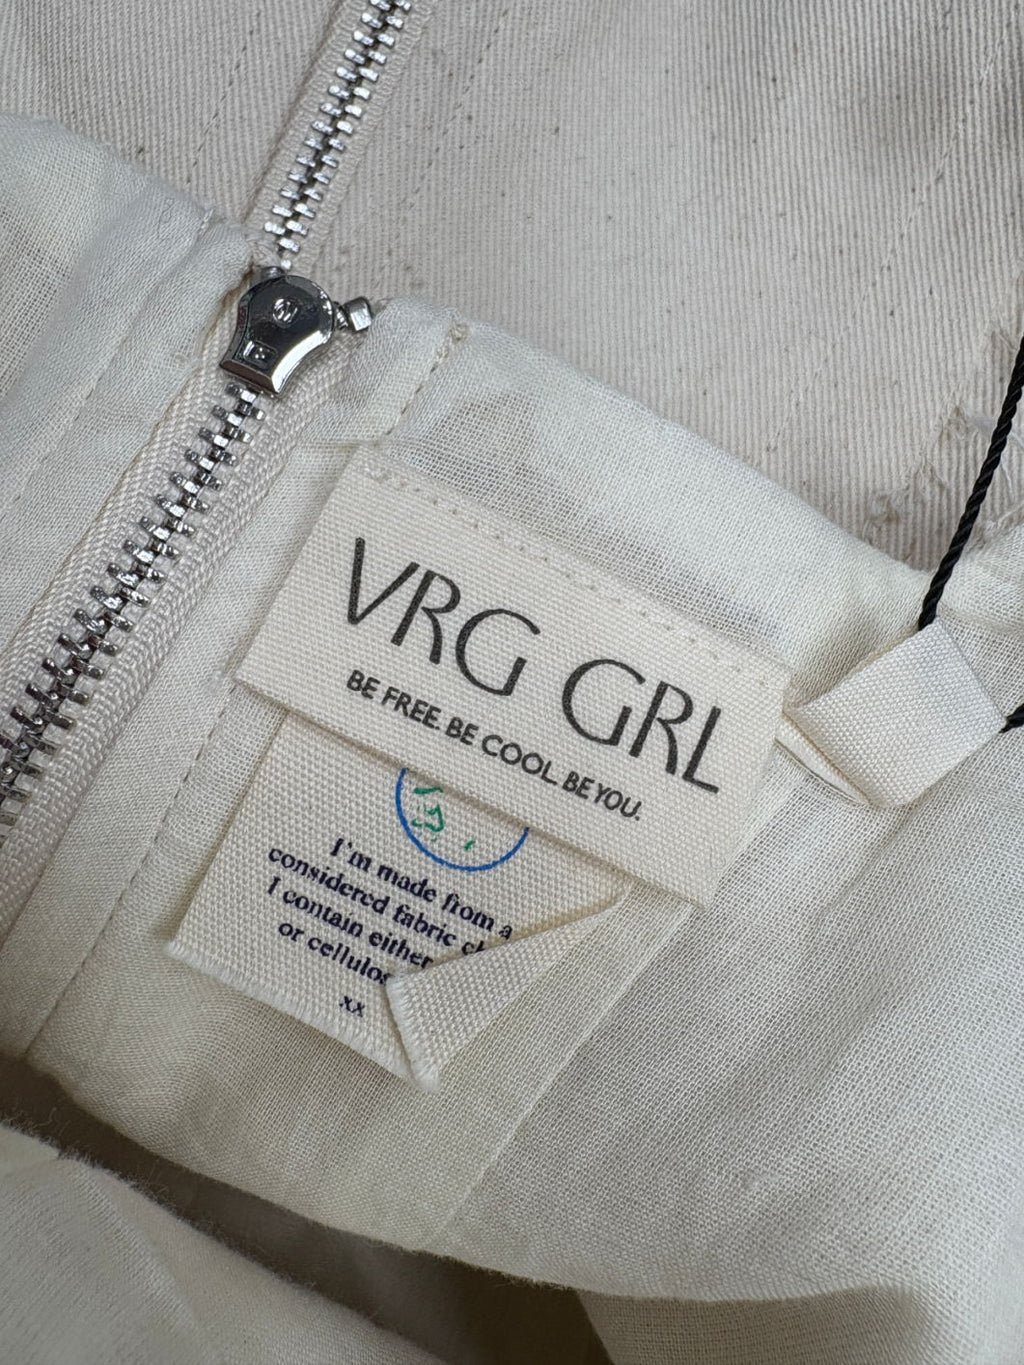 VRG GRL
BE FREE. BE COOL. BE YOU.
I'm made from a
considered fabric
I contain either
or
xx